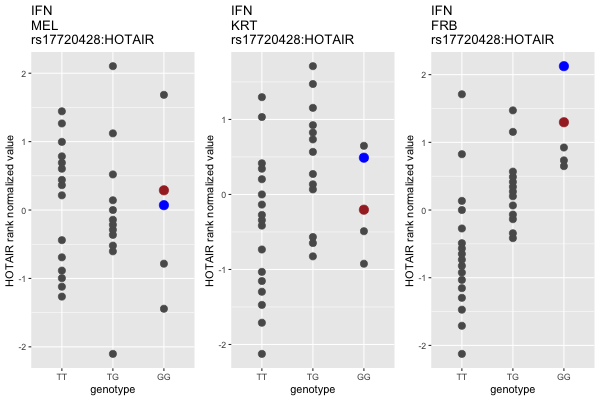 IFN
MEL
rs17720428:HOTAIR
HOTAIR rank normalized value
2
1
0
-1
-2
TT TG GG
genotype
IFN
KRT
rs17720428:HOTAIR
HOTAIR rank normalized value
1
0
-1
-2
TT TG GG
genotype
IFN
FRB
rs17720428:HOTAIR
HOTAIR rank normalized value
2
1
0
-1
-2
TT TG GG
genotype